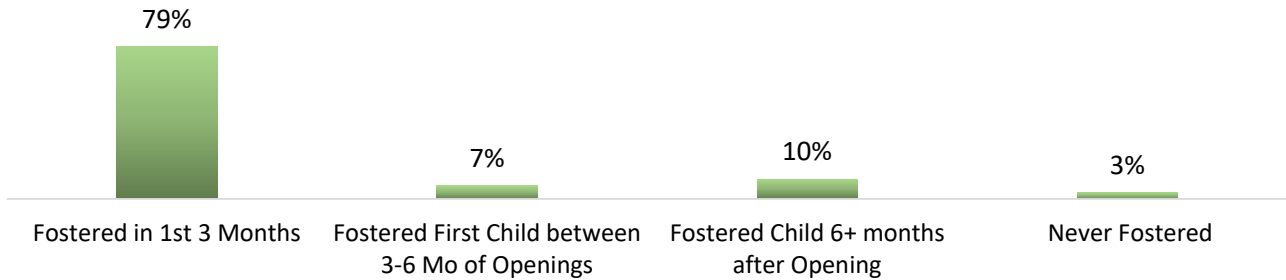 79%
7%
10%
3%
Fostered in 1st 3 Months
Fostered First Child between
3-6 Mo of Openings
Fostered Child 6+ months
after Opening
Never Fostered